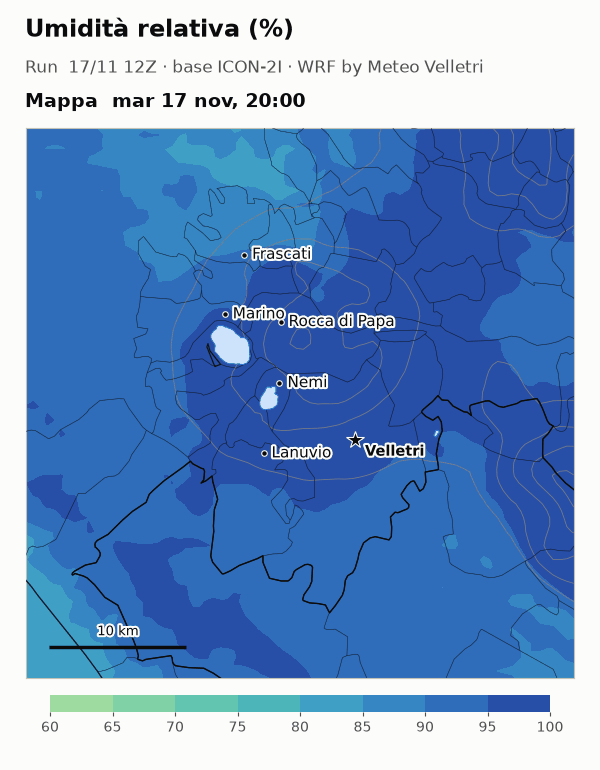 Umidità relativa (%)
Run  17/11 12Z · base ICON-2I · WRF by Meteo Velletri
Mappa  mar 17 nov, 20:00
Frascati
Marino
Rocca di Papa
Nemi
Velletri
Lanuvio
10 km
60 65 70 75 80 85 90 95 100